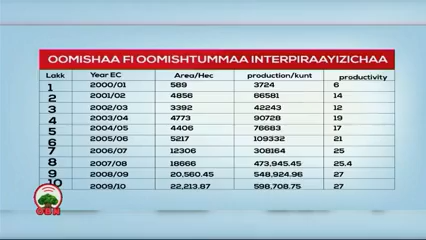 OOMISHAA FI OOMISHTUMMAA INTERPIRAAYIZICHAA
Lakk Year EC Area/Hec production/kunt productivity
1 2000/01 589 3724 6
2 2001/02 4856 66581 14
3 2002/03 3392 42243 12
4 2003/04 4773 90728 19
5 2004/05 4406 76683 17
6 2005/06 5217 109332 21
7 2006/07 12306 308164 25
8 2007/08 18666 473,945.45 25.4
9 2008/09 20,560.45 548,924.96 27
10 2009/10 22,213.87 598,708.75 27
OBN